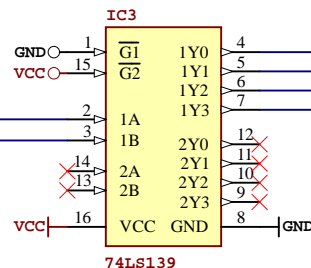 IC3
GND 1 G1 1Y0 4
VCC 15 G2 1Y1 5
1Y2 6
2 1A 1Y3 7
3 1B
2Y0 12
14 2A 2Y1 11
13 2B 2Y2 10
2Y3 9
VCC 16 VCC GND 8 GND
74LS139